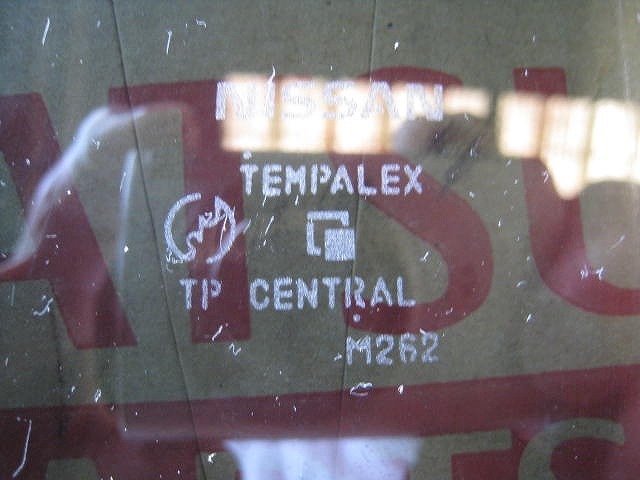 NISSAN
TEMPALEX
TP CENTRAL
M262